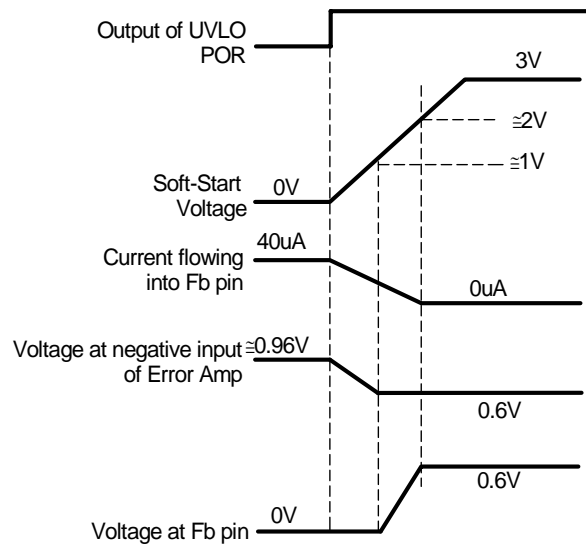 Output of UVLO
POR
3V
≅2V
≅1V
Soft-Start
Voltage
0V
Current flowing
into Fb pin
40uA
0uA
Voltage at negative input
of Error Amp
≅0.96V
0.6V
Voltage at Fb pin
0V
0.6V